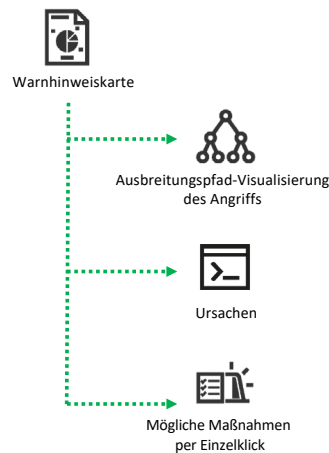 Warnhinweiskarte
Ausbreitungspfad-Visualisierung
des Angriffs
Ursachen
Mögliche Maßnahmen
per Einzelklick